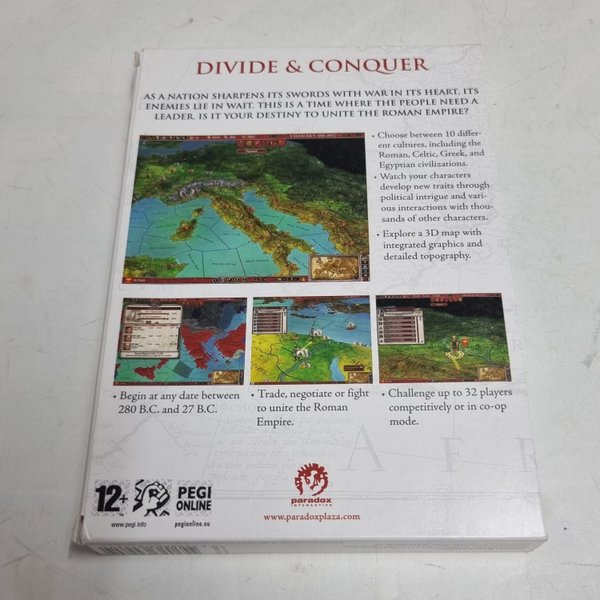 DIVIDE & CONQUER
AS A NATION SHARPENS ITS SWORDS WITH WAR IN ITS HEART, ITS
ENEMIES LIE IN WAIT. THIS IS A TIME WHERE THE PEOPLE NEED A
LEADER. IS IT YOUR DESTINY TO UNITE THE ROMAN EMPIRE?
• Choose between 10 differ-
ent cultures, including the
Roman, Celtic, Greek, and
Egyptian civilizations.
• Watch your characters
develop new traits through
political intrigue and vari-
ous interactions with thou-
sands of other characters.
• Explore a 3D map with
integrated graphics and
detailed topography.
• Begin at any date between
280 B.C. and 27 B.C.
• Trade, negotiate or fight
to unite the Roman
Empire.
• Challenge up to 32 players
competitively or in co-op
mode.
12+
www.pegi.info
PEGI
ONLINE
pegionline.eu
paradox
INTERACTIVE
www.paradoxplaza.com